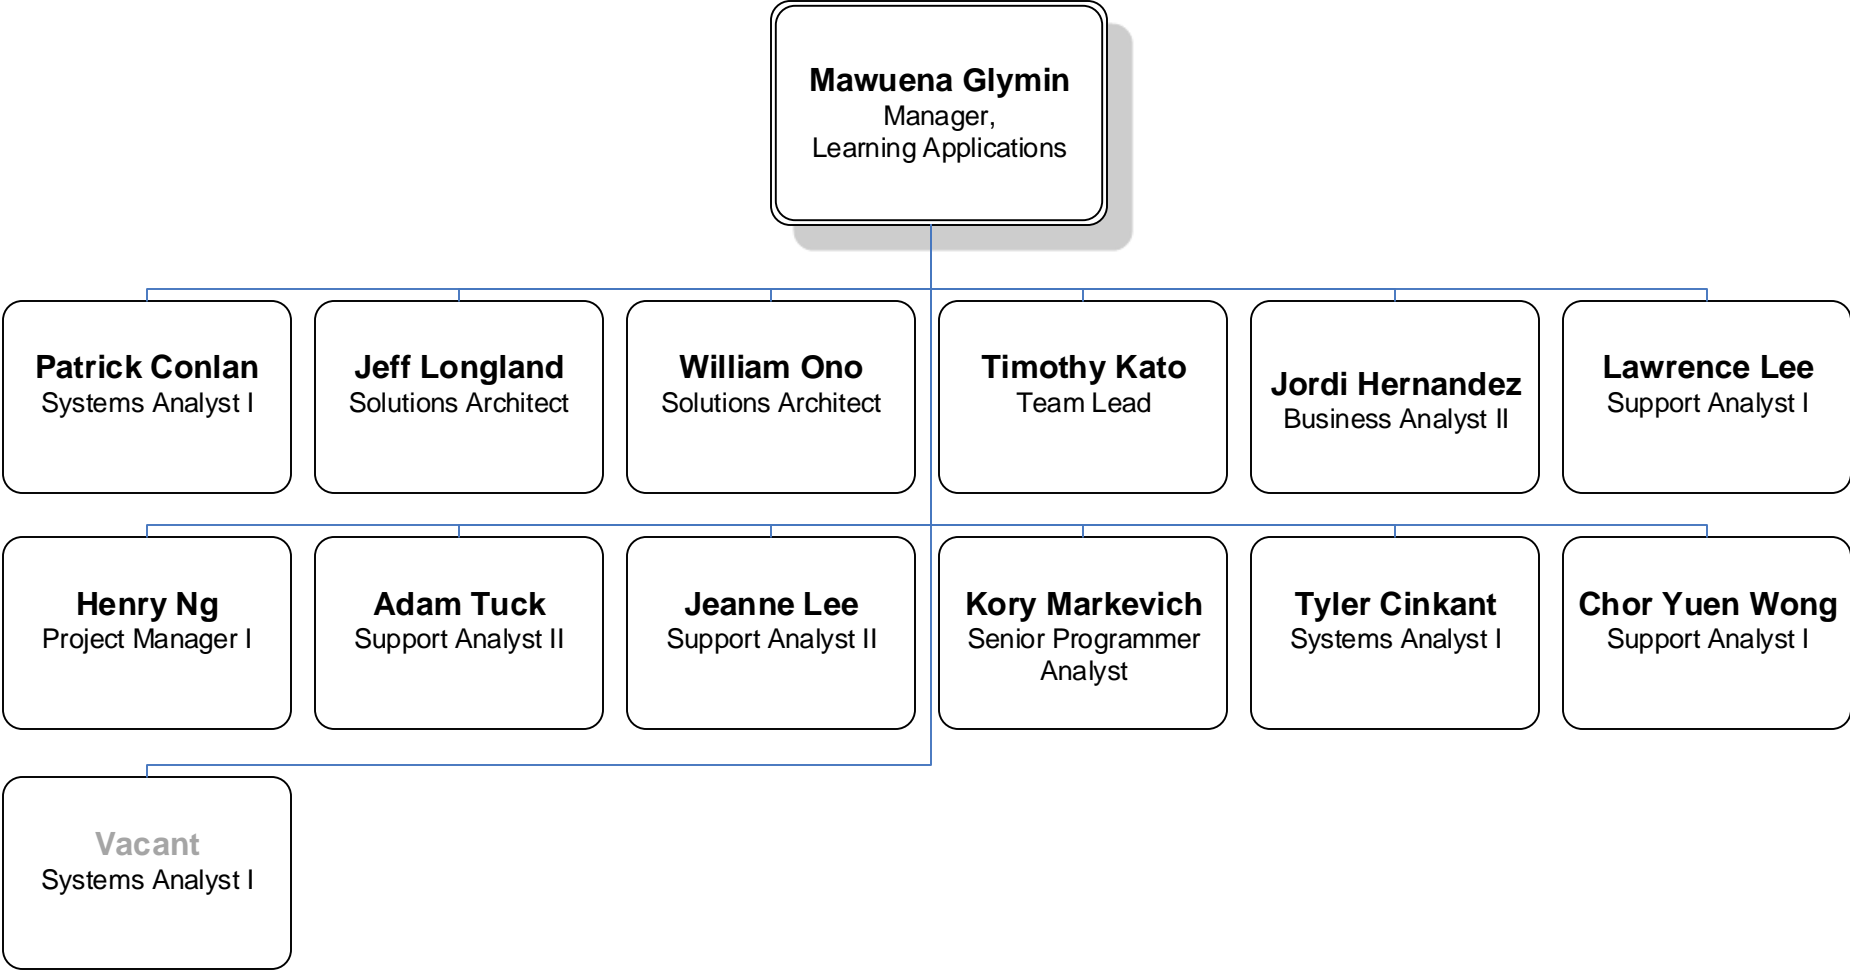 Mawuena Glymin
Manager,
Learning Applications
Patrick Conlan
Systems Analyst I
Jeff Longland
Solutions Architect
William Ono
Solutions Architect
Timothy Kato
Team Lead
Jordi Hernandez
Business Analyst II
Lawrence Lee
Support Analyst I
Henry Ng
Project Manager I
Adam Tuck
Support Analyst II
Jeanne Lee
Support Analyst II
Kory Markevich
Senior Programmer
Analyst
Tyler Cinkant
Systems Analyst I
Chor Yuen Wong
Support Analyst I
Vacant
Systems Analyst I